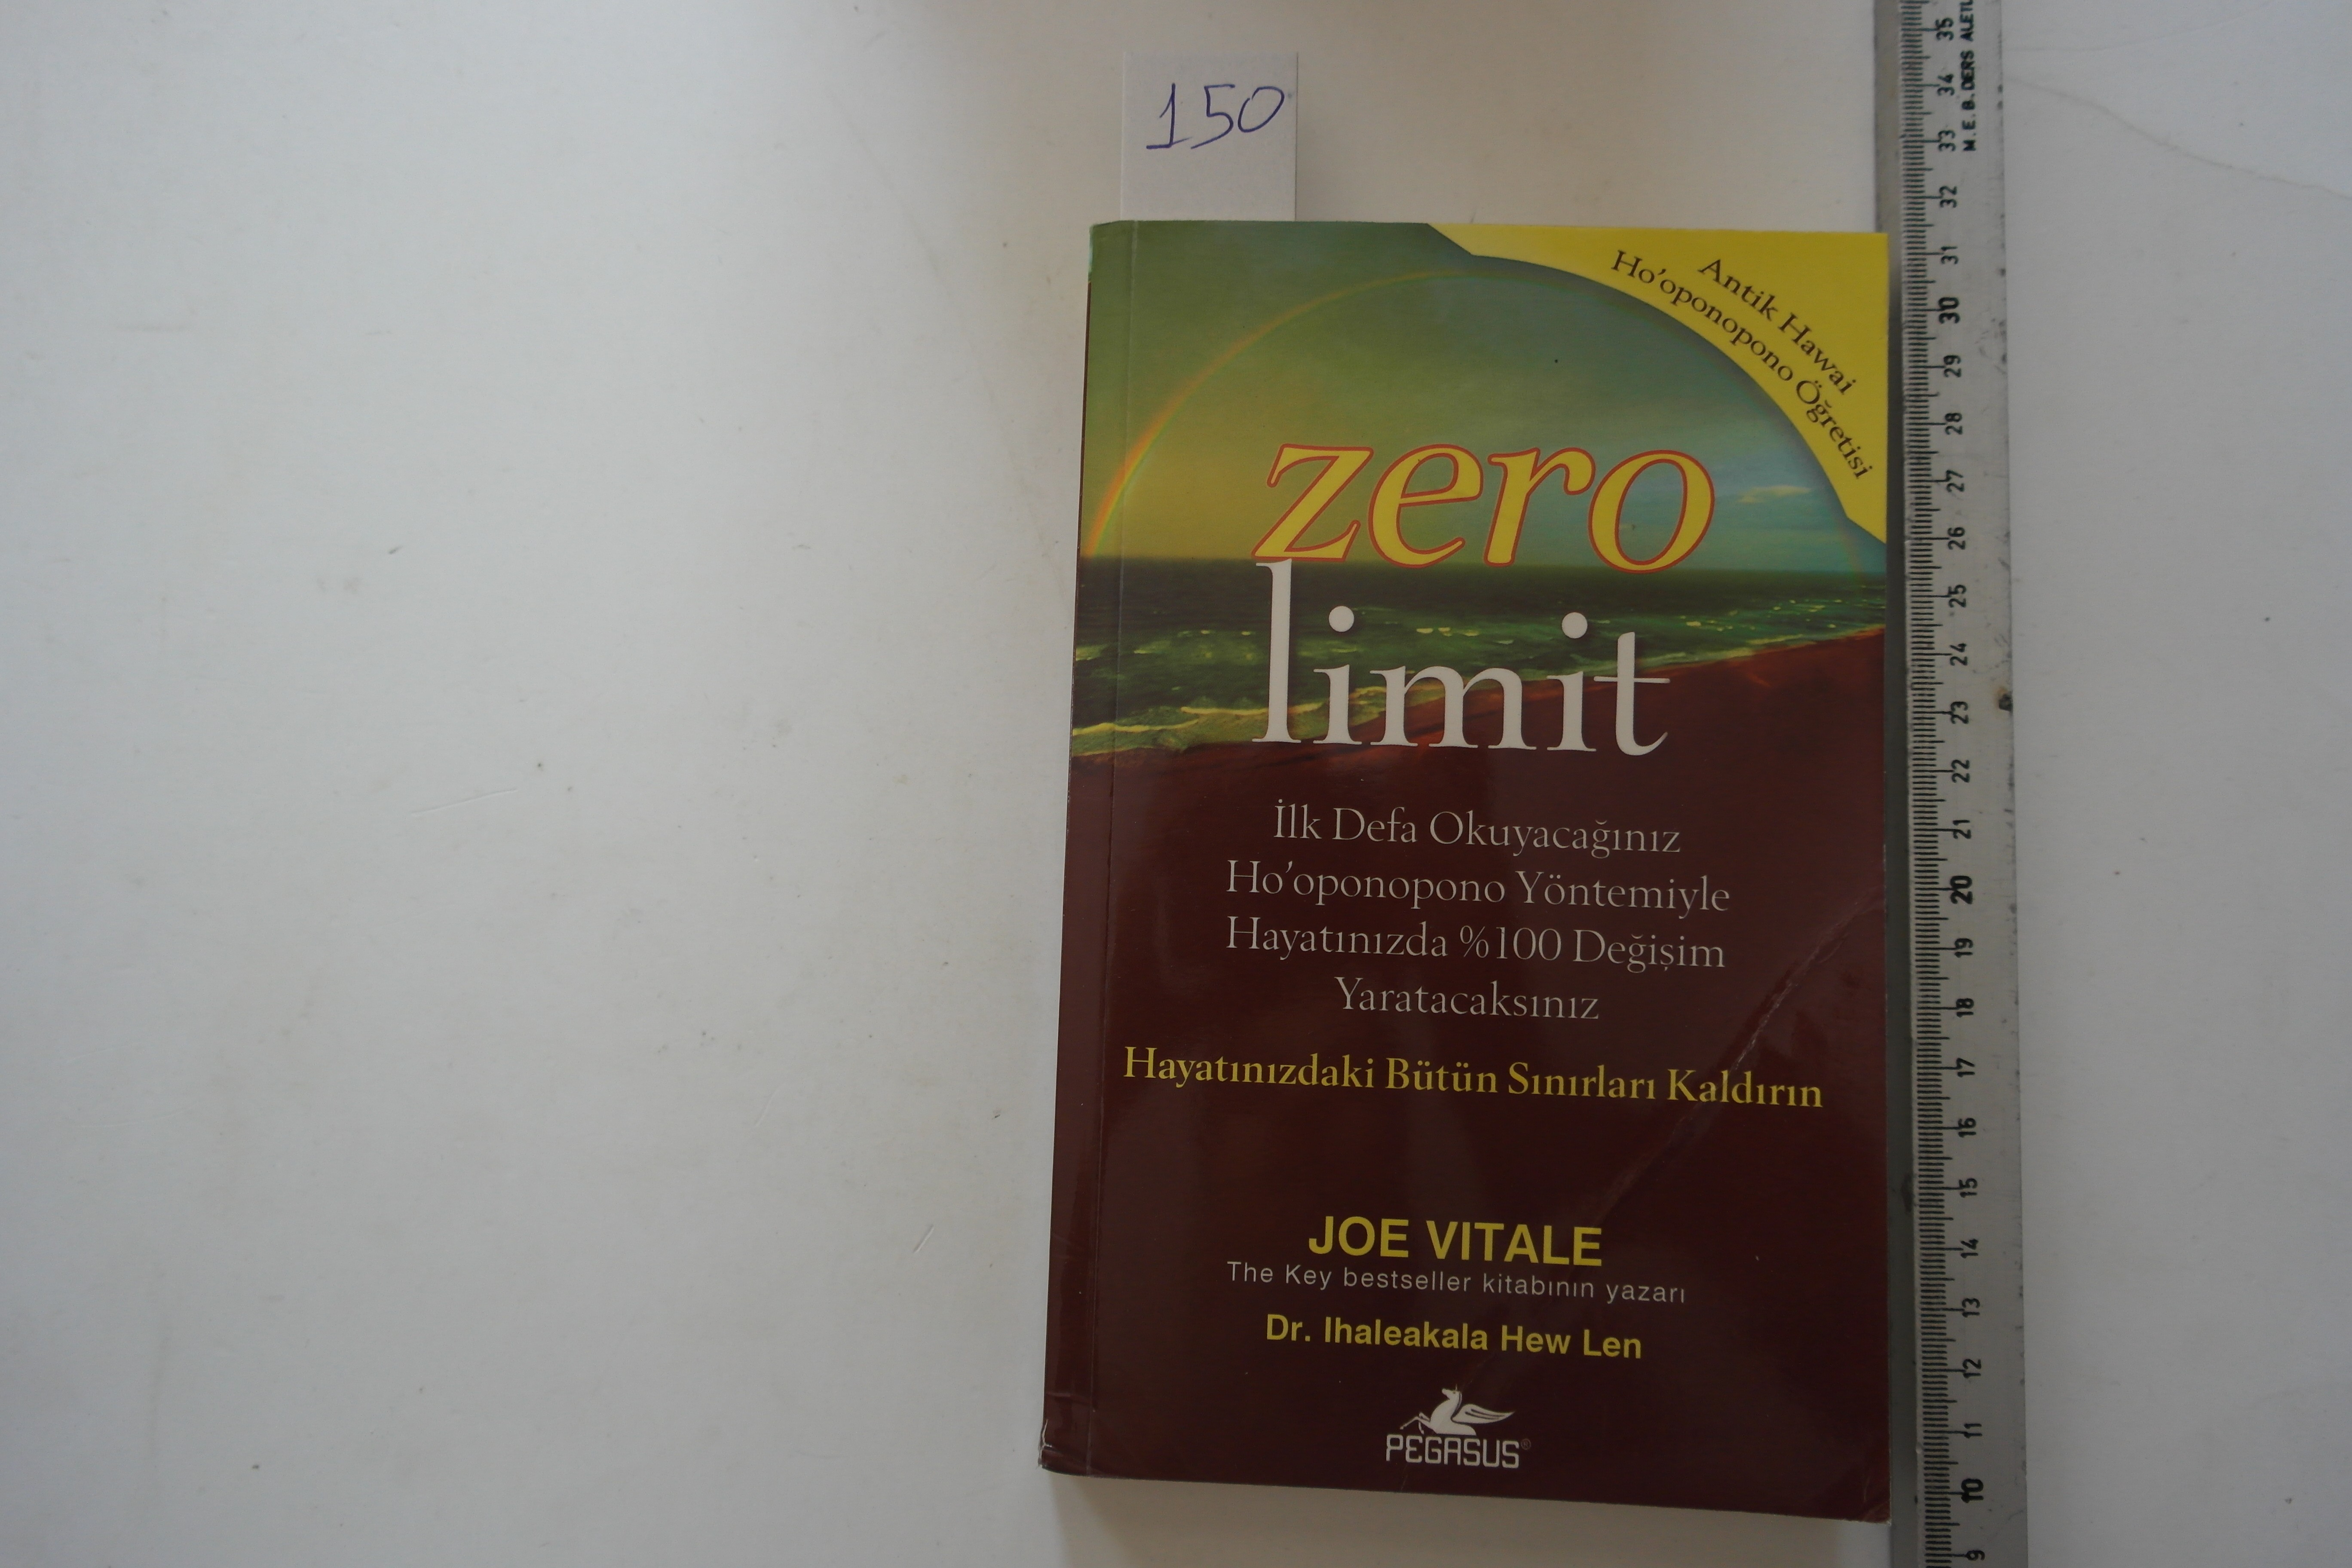 150
Antik Hawai
Ho'oponopono Öğretisi
zero
limit
İlk Defa Okuyacağınız
Ho'oponopono Yöntemiyle
Hayatınızda %100 Değişim
Yaratacaksınız
Hayatınızdaki Bütün Sınırları Kaldırın
JOE VITALE
The Key bestseller kitabının yazarı
Dr. Ihaleakala Hew Len
PEGASUS®
M.E.B. DERS ALETL
35
34
33
32
31
30
29
28
27
26
25
24
23
22
21
20
19
18
17
16
15
14
13
12
11
10
9